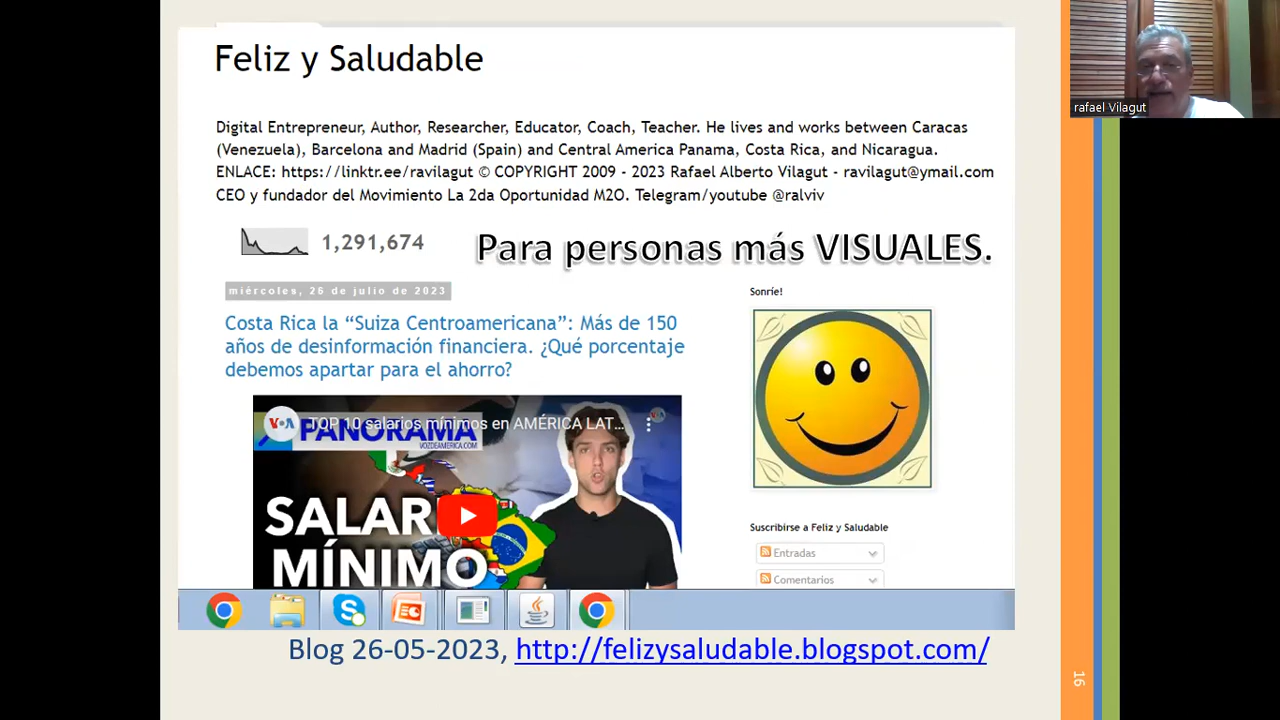 Feliz y Saludable
Digital Entrepreneur, Author, Researcher, Educator, Coach, Teacher. He lives and works between Caracas
(Venezuela), Barcelona and Madrid (Spain) and Central America Panama, Costa Rica, and Nicaragua.
ENLACE: https://linktr.ee/ravilagut © COPYRIGHT 2009 - 2023 Rafael Alberto Vilagut - ravilagut@ymail.com
CEO y fundador del Movimiento La 2da Oportunidad M2O. Telegram/youtube @ralviv
1,291,674
Para personas más VISUALES.
miércoles, 26 de julio de 2023
Costa Rica la “Suiza Centroamericana”: Más de 150
años de desinformación financiera. ¿Qué porcentaje
debemos apartar para el ahorro?
VOA
TOP 10 salarios mínimos en AMÉRICA LAT...
PANORAMA
VOZDEAMERICA.COM
SALAR
MÍNIMO
Sonríe!
Suscribirse a Feliz y Saludable
Entradas
Comentarios
Blog 26-05-2023, http://felizysaludable.blogspot.com/
16
rafael Vilagut